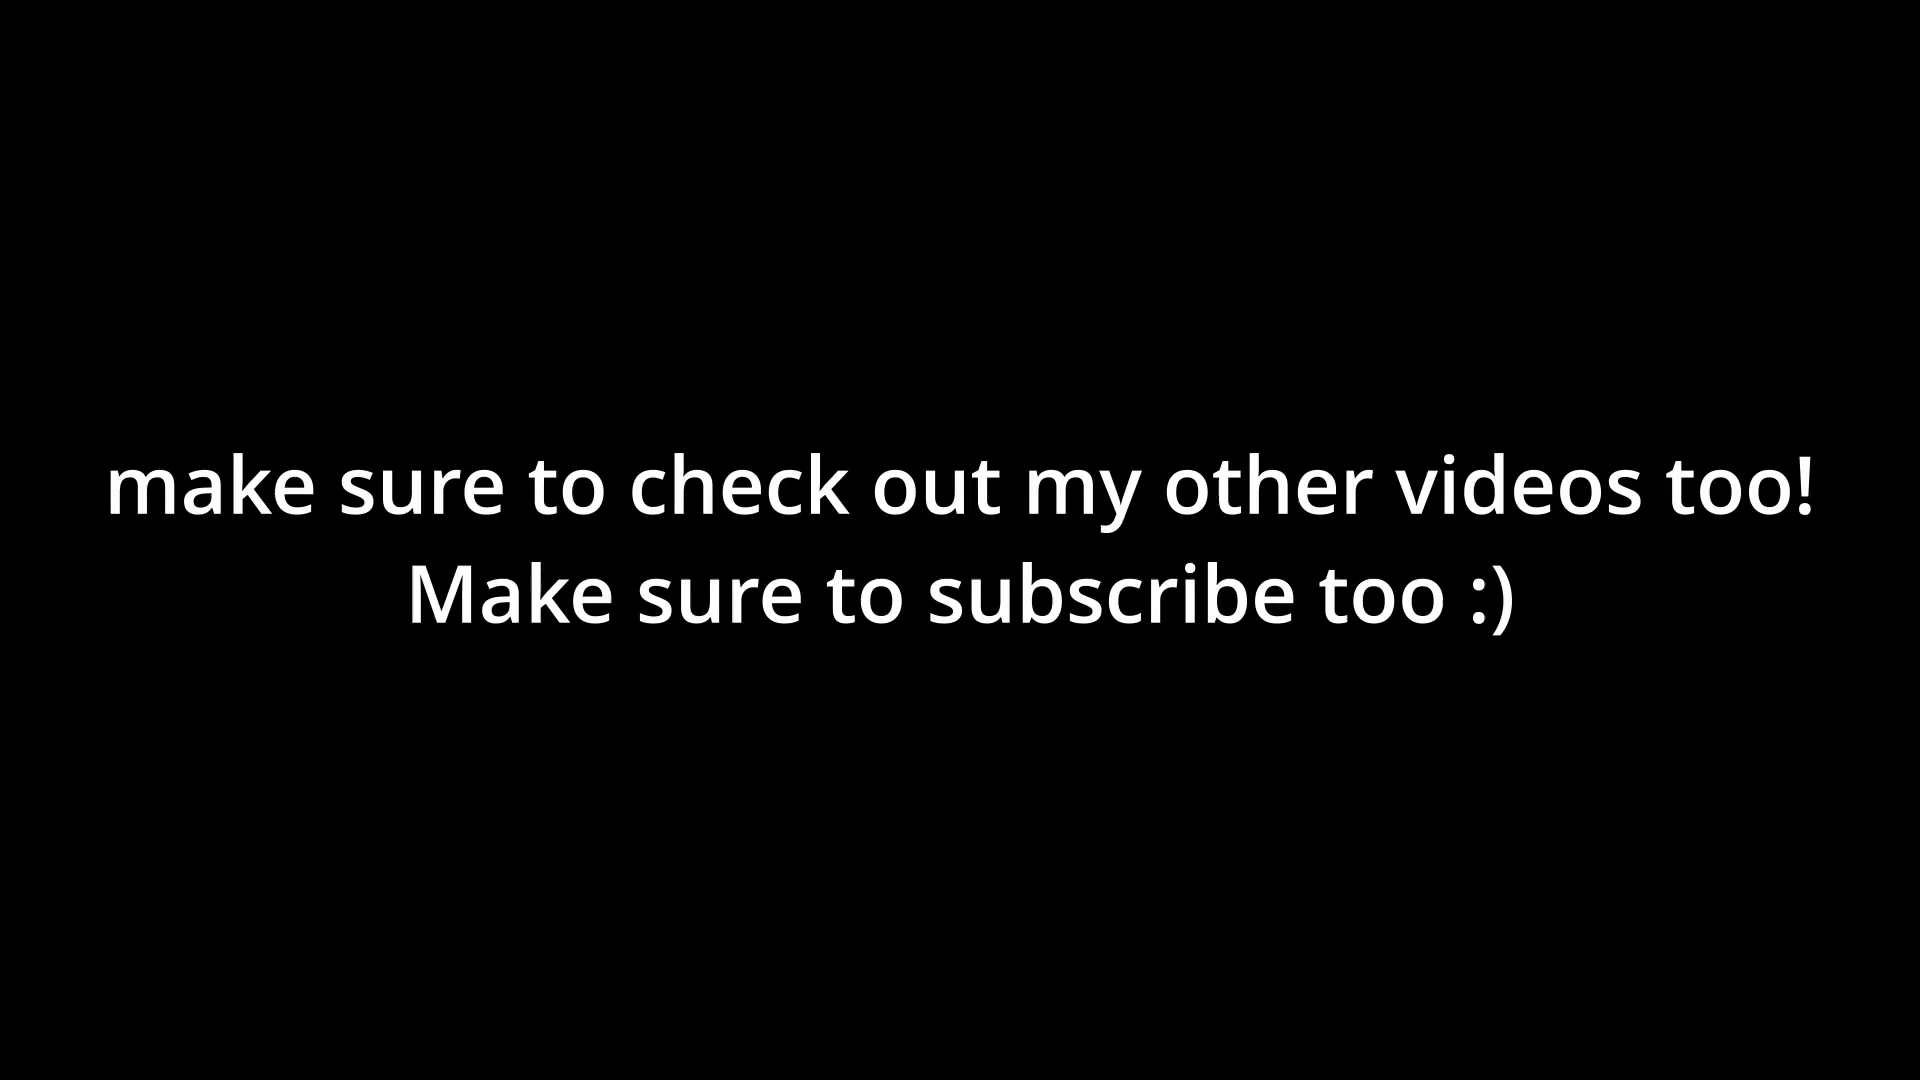 make sure to check out my other videos too!
Make sure to subscribe too :)